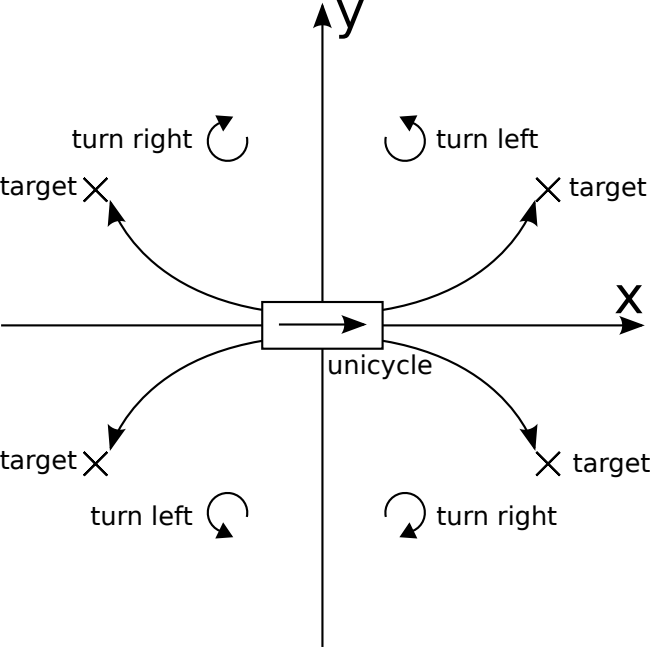 y
turn right
turn left
target
target
x
unicycle
target
target
turn left
turn right